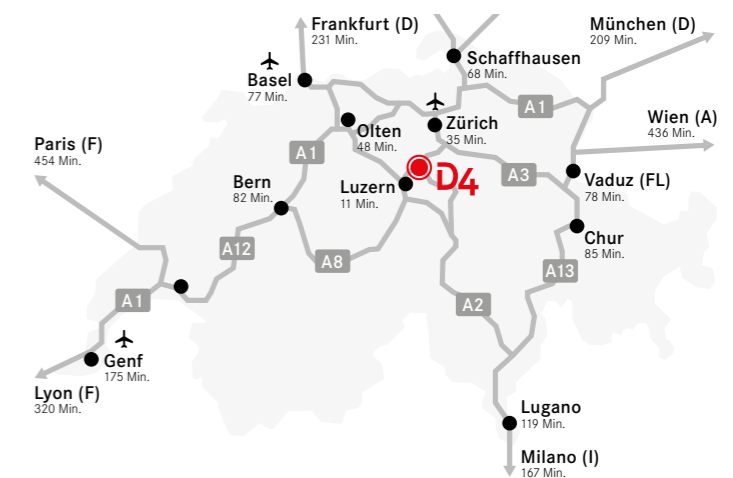 Frankfurt (D)
231 Min.
München (D)
209 Min.
Schaffhausen
68 Min.
Basel
77 Min.
A1
Wien (A)
436 Min.
Zürich
35 Min.
Olten
48 Min.
Paris (F)
454 Min.
A1
D4
A3
Vaduz (FL)
78 Min.
Bern
82 Min.
Luzern
11 Min.
Chur
85 Min.
A12
A8
A13
A1
A2
Genf
175 Min.
Lyon (F)
320 Min.
Lugano
119 Min.
Milano (I)
167 Min.